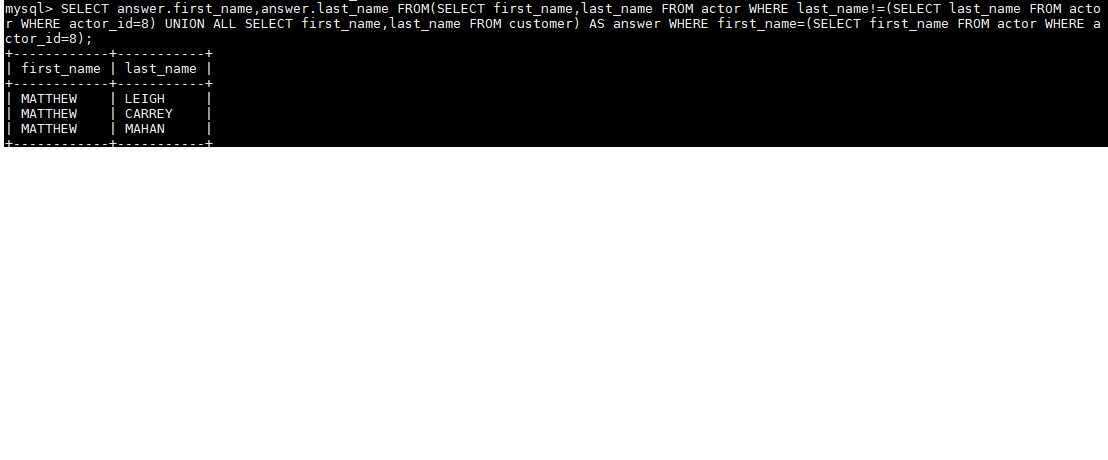 mysql> SELECT answer.first_name,answer.last_name FROM(SELECT first_name,last_name FROM actor WHERE last_name!=(SELECT last_name FROM acto
r WHERE actor_id=8) UNION ALL SELECT first_name,last_name FROM customer) AS answer WHERE first_name=(SELECT first_name FROM actor WHERE a
ctor_id=8);
+------------+-----------+
| first_name | last_name |
+------------+-----------+
| MATTHEW    | LEIGH     |
| MATTHEW    | CARREY    |
| MATTHEW    | MAHAN     |
+------------+-----------+